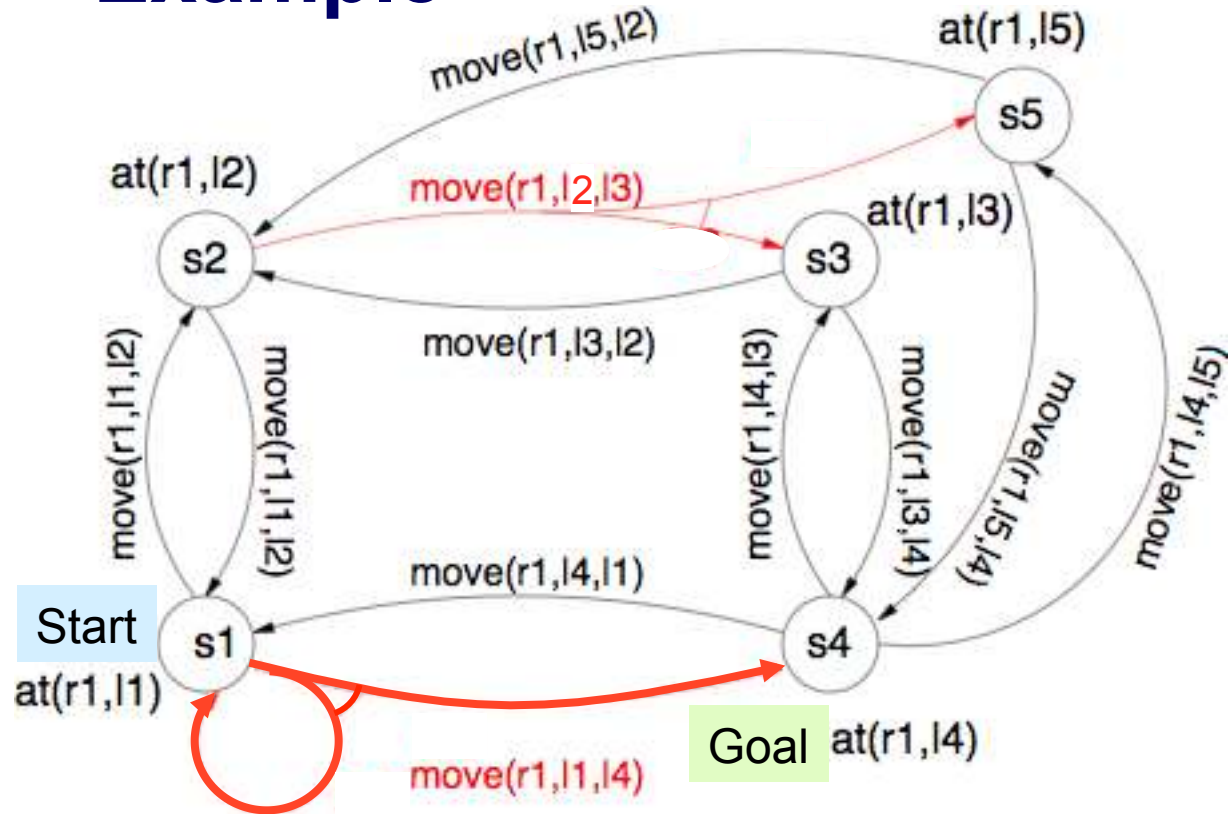 Example
move(r1,l5,l2)
at(r1,l5)
s5
at(r1,l2)
move(r1,l2,l3)
at(r1,l3)
s2
s3
move(r1,l3,l2)
move(r1,l1,l2)
move(r1,l1,l2)
move(r1,l4,l3)
move(r1,l3,l4)
move(r1,l5,l4)
move(r1,l4,l5)
move(r1,l4,l1)
Start
s1
s4
at(r1,l1)
Goal
at(r1,l4)
move(r1,l1,l4)